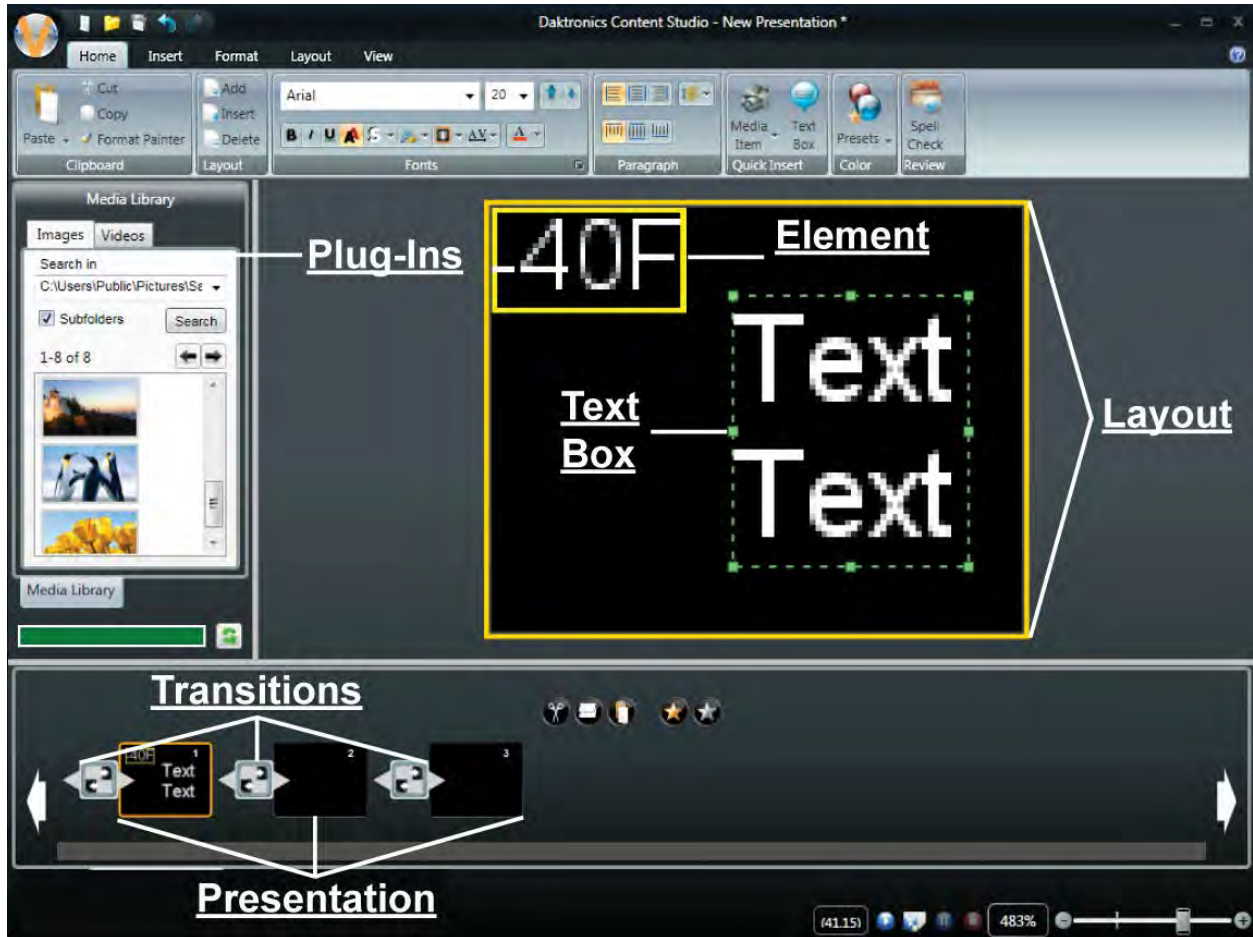 Daktronics Content Studio - New Presentation *
Home Insert Format Layout View
Cut
Copy
Paste Format Painter
Clipboard
Add
Insert
Delete
Layout
Arial 20
B I U A S AV A
Fonts
Paragraph
Media Item
Text Box
Quick Insert
Presets
Color
Spell Check
Review
Media Library
Images Videos
Search in
C:\Users\Public\Pictures\Sa
Subfolders Search
1-8 of 8
Media Library
Plug-Ins
-40F
Element
Text
Text
Text
Box
Layout
Transitions
-40F 1
Text
Text
2
3
Presentation
(41.15) 483%